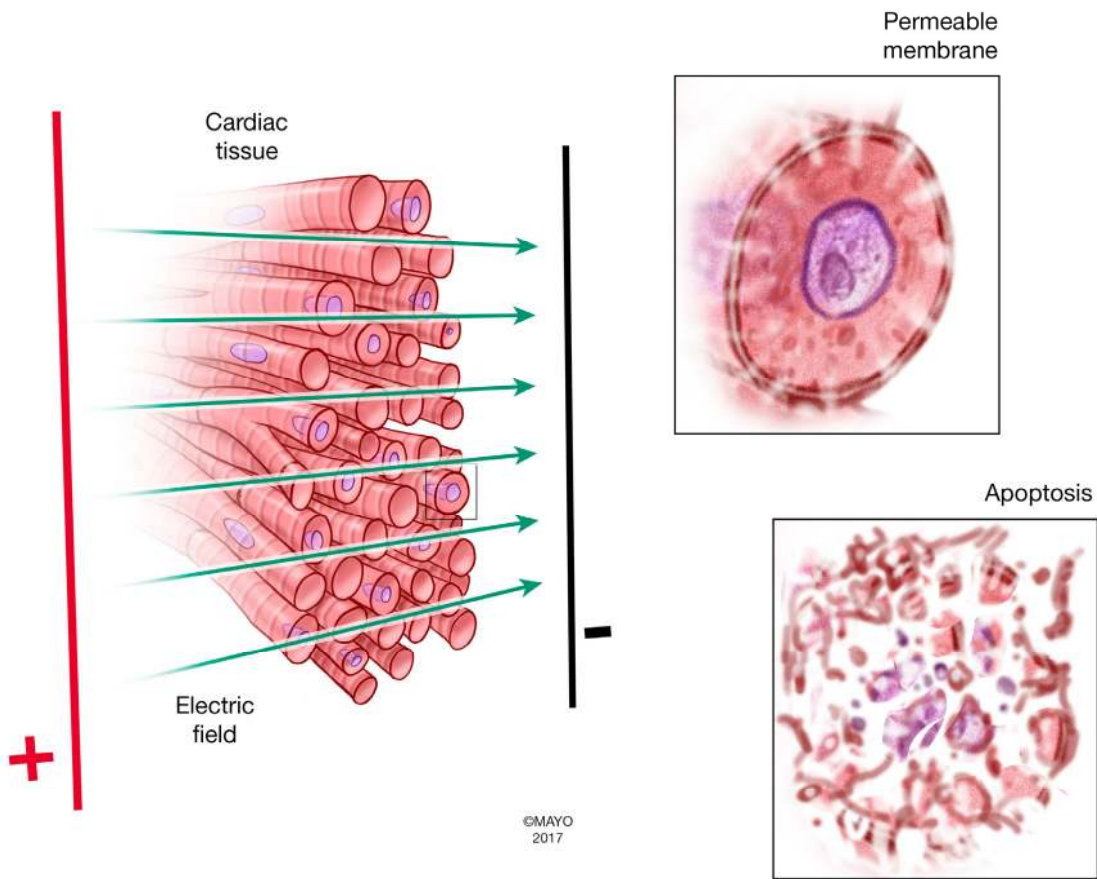 Permeable
membrane
Cardiac
tissue
Apoptosis
Electric
field
+
-
©MAYO
2017